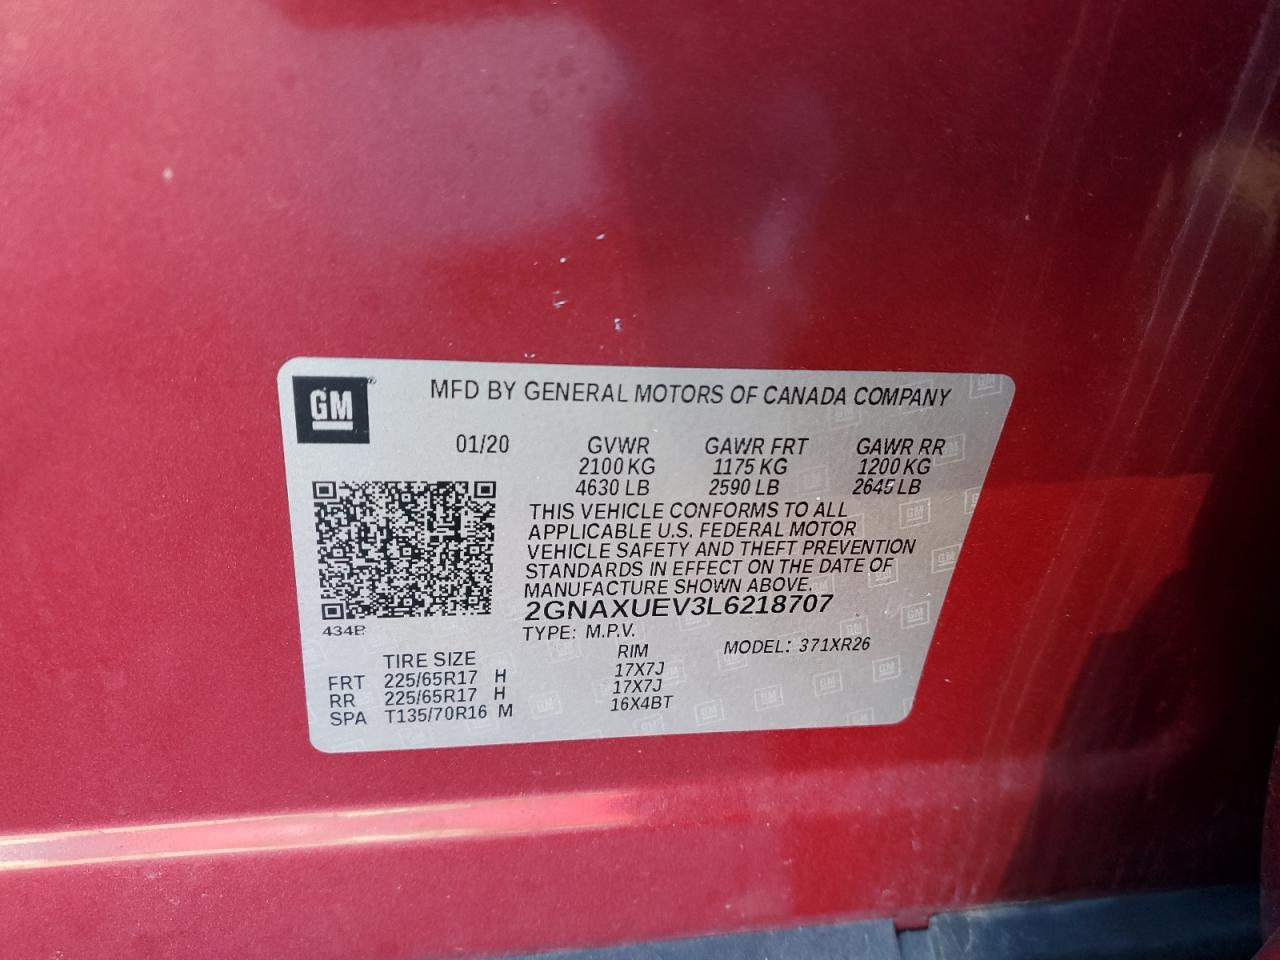 GM
MFD BY GENERAL MOTORS OF CANADA COMPANY
01/20 GVWR GAWR FRT GAWR RR
2100 KG 1175 KG 1200 KG
4630 LB 2590 LB 2645 LB
THIS VEHICLE CONFORMS TO ALL
APPLICABLE U.S. FEDERAL MOTOR
VEHICLE SAFETY AND THEFT PREVENTION
STANDARDS IN EFFECT ON THE DATE OF
MANUFACTURE SHOWN ABOVE.
2GNAXUEV3L6218707
434B
TYPE: M.P.V. MODEL: 371XR26
TIRE SIZE RIM
FRT 225/65R17 H 17X7J
RR 225/65R17 H 17X7J
SPA T135/70R16 M 16X4BT